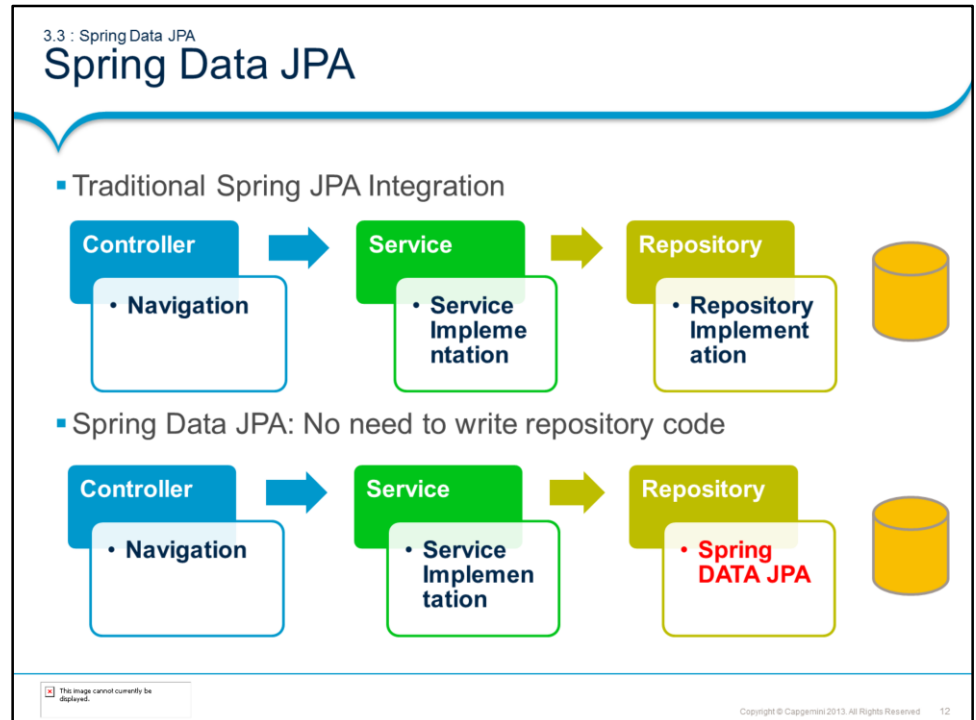 3.3 : Spring Data JPA
Spring Data JPA
▪ Traditional Spring JPA Integration
Controller
• Navigation
Service
• Service
Impleme
ntation
Repository
• Repository
Implement
ation
▪ Spring Data JPA: No need to write repository code
Controller
• Navigation
Service
• Service
Implemen
tation
Repository
• Spring
DATA JPA
This image cannot currently be
displayed.
Copyright © Capgemini 2013. All Rights Reserved 12